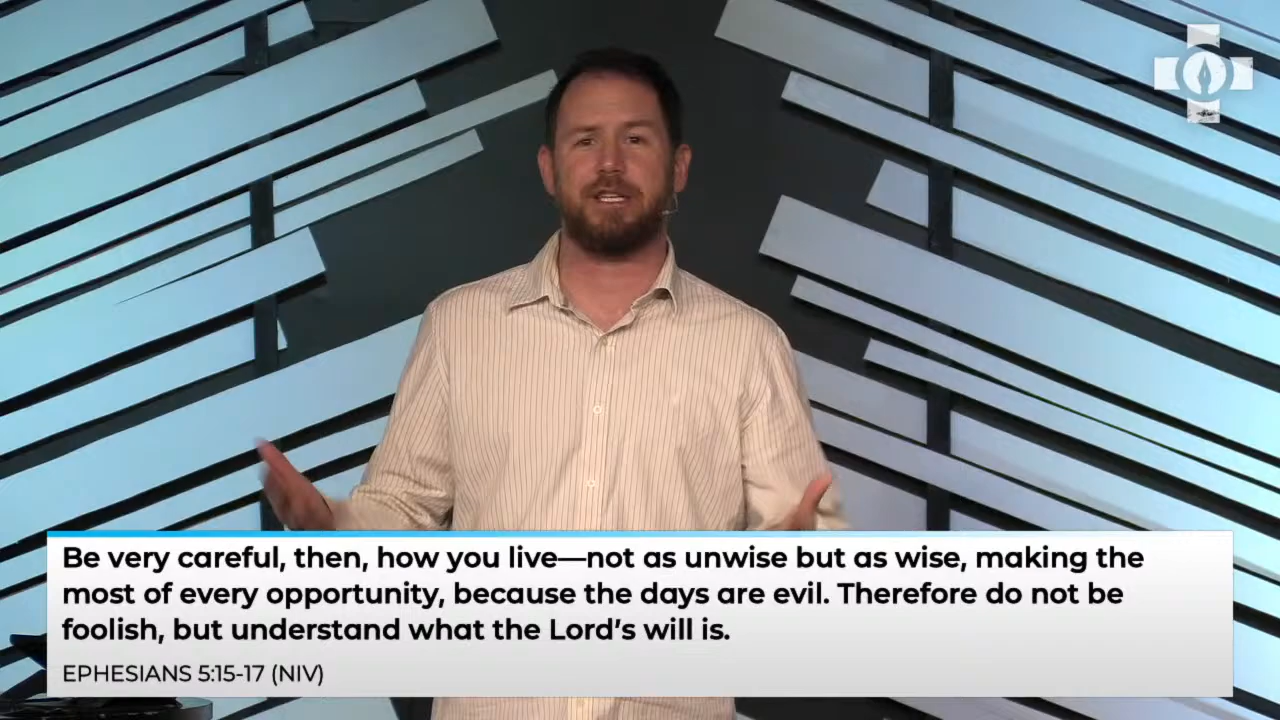 Be very careful, then, how you live—not as unwise but as wise, making the
most of every opportunity, because the days are evil. Therefore do not be
foolish, but understand what the Lord’s will is.
EPHESIANS 5:15-17 (NIV)